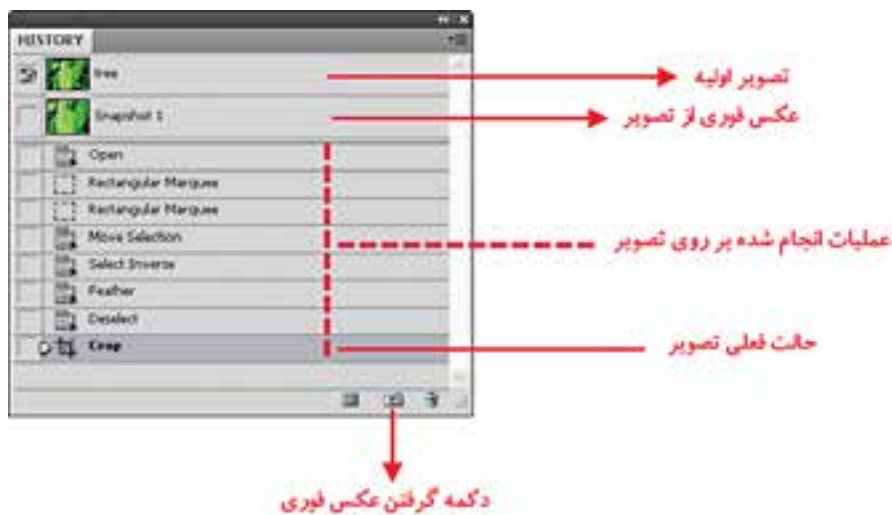 HISTORY
tree
تصویر اولیه
Snapshot 1
عکس فوری از تصویر
Open
Rectangular Marquee
Rectangular Marquee
Move Selection
عملیات انجام شده بر روی تصویر
Select Inverse
Feather
Deselect
Crop
حالت فعلی تصویر
دکمه گرفتن عکس فوری